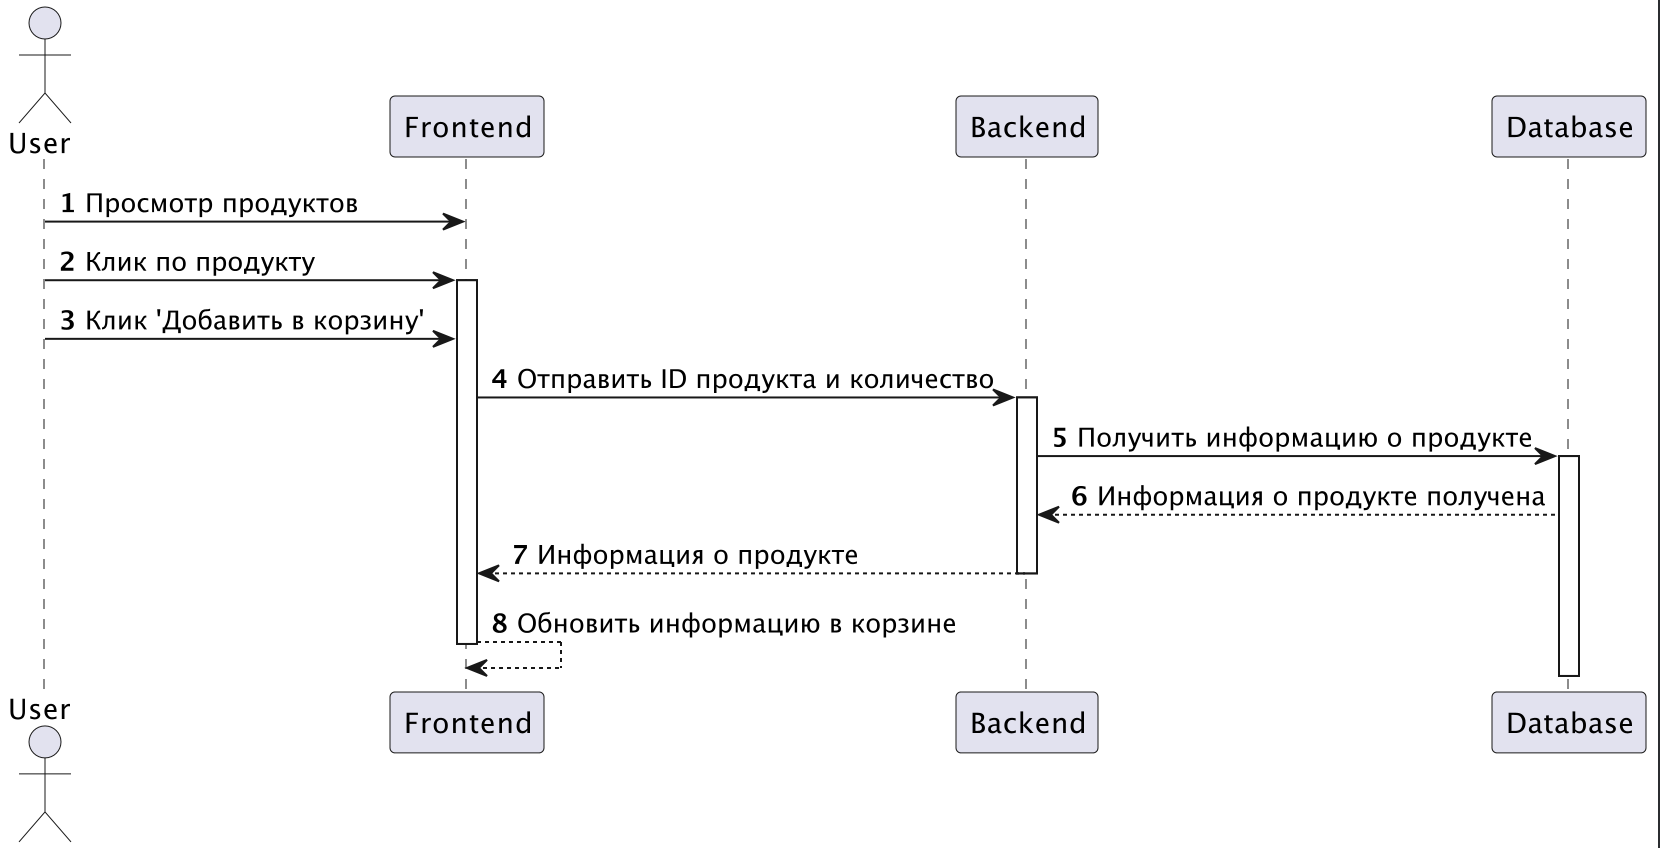 User
Frontend
Backend
Database
1 Просмотр продуктов
2 Клик по продукту
3 Клик 'Добавить в корзину'
4 Отправить ID продукта и количество
5 Получить информацию о продукте
6 Информация о продукте получена
7 Информация о продукте
8 Обновить информацию в корзине
User
Frontend
Backend
Database